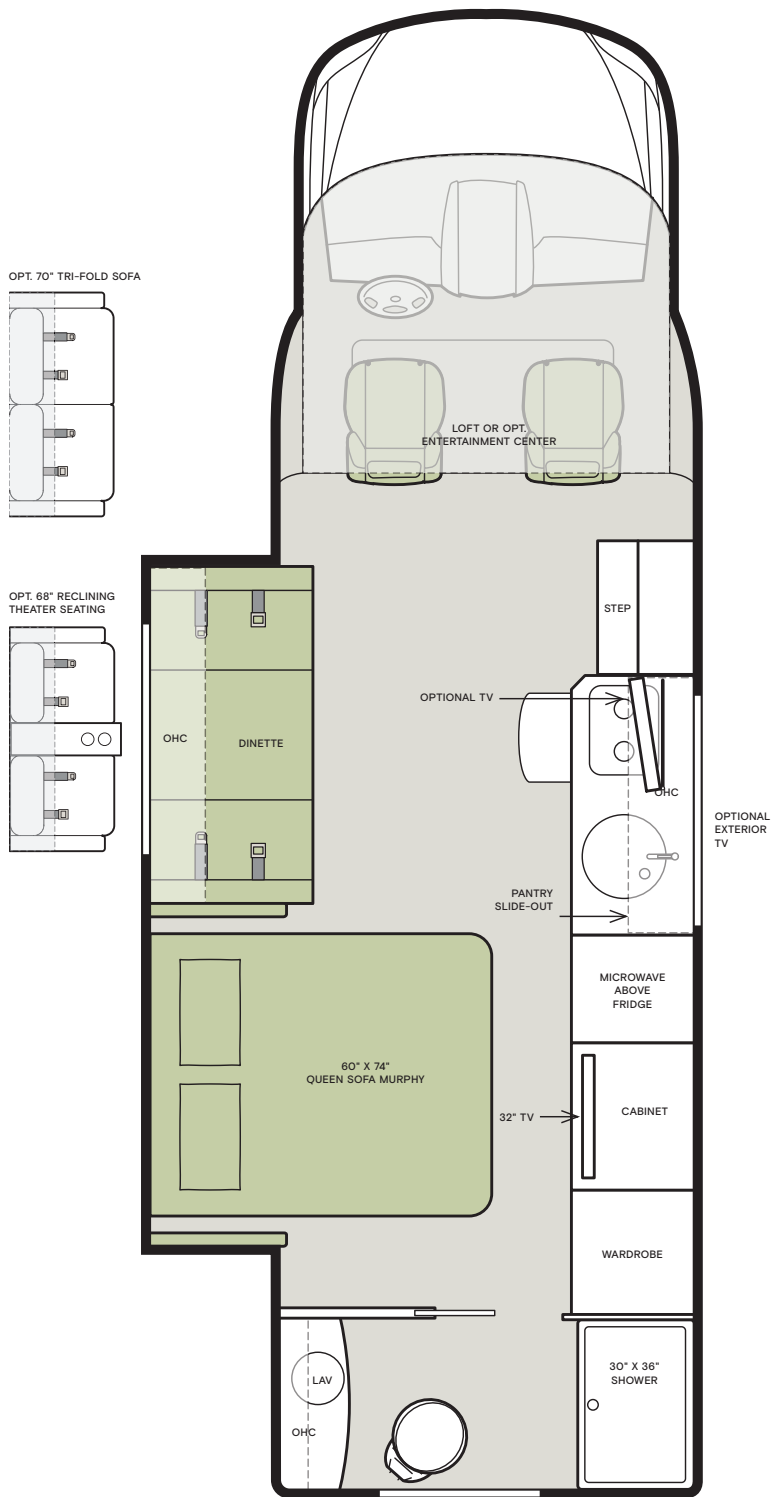 OPT. 70" TRI-FOLD SOFA
LOFT OR OPT.
ENTERTAINMENT CENTER
OPT. 68" RECLINING
THEATER SEATING
STEP
OPTIONAL TV
OHC
DINETTE
OHC
OPTIONAL
EXTERIOR
TV
PANTRY
SLIDE-OUT
MICROWAVE
ABOVE
FRIDGE
60" X 74"
QUEEN SOFA MURPHY
32" TV
CABINET
WARDROBE
30" X 36"
SHOWER
LAV
OHC